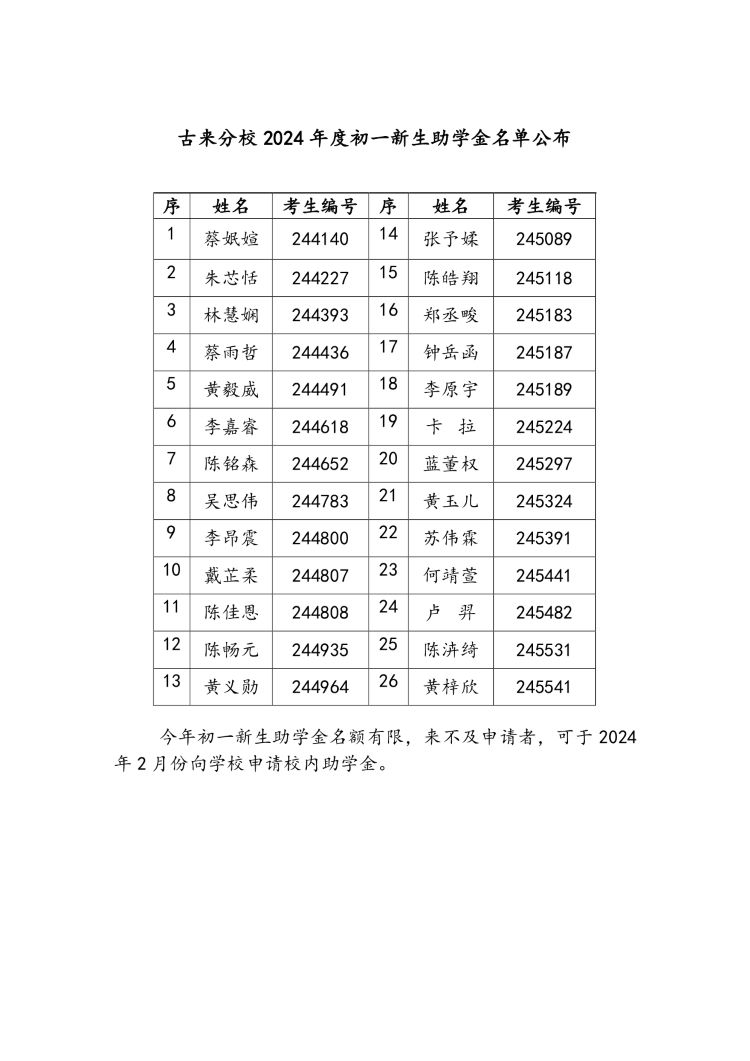 古来分校 2024 年度初一新生助学金名单公布
序 姓名 考生编号 序 姓名 考生编号
1 蔡姄媗 244140 14 张予媃 245089
2 朱芯恬 244227 15 陈皓翔 245118
3 林慧娴 244393 16 郑丞畯 245183
4 蔡雨哲 244436 17 钟岳函 245187
5 黄毅威 244491 18 李原宇 245189
6 李嘉睿 244618 19 卡 拉 245224
7 陈铭森 244652 20 蓝董权 245297
8 吴思伟 244783 21 黄玉儿 245324
9 李昂震 244800 22 苏伟霖 245391
10 戴芷柔 244807 23 何靖萱 245441
11 陈佳恩 244808 24 卢 羿 245482
12 陈畅元 244935 25 陈渀绮 245531
13 黄义勋 244964 26 黄梓欣 245541
今年初一新生助学金名额有限，来不及申请者，可于 2024
年 2 月份向学校申请校内助学金。